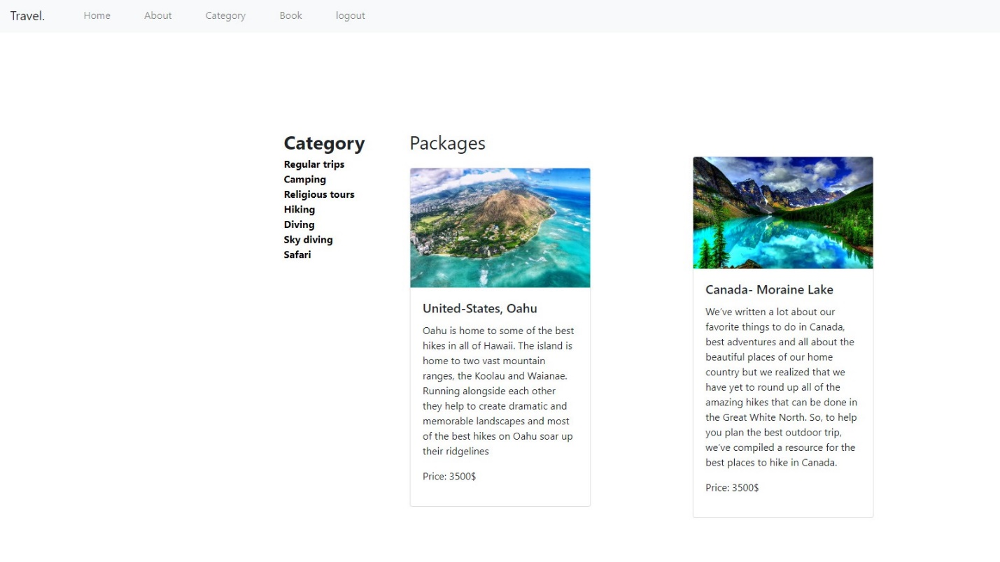 Travel. Home About Category Book logout
Category
Regular trips
Camping
Religious tours
Hiking
Diving
Sky diving
Safari
Packages
United-States, Oahu
Oahu is home to some of the best
hikes in all of Hawaii. The island is
home to two vast mountain
ranges, the Koolau and Waianae.
Running alongside each other
they help to create dramatic and
memorable landscapes and most
of the best hikes on Oahu soar up
their ridgelines
Price: 3500$
Canada- Moraine Lake
We've written a lot about our
favorite things to do in Canada,
best adventures and all about the
beautiful places of our home
country but we realized that we
have yet to round up all of the
amazing hikes that can be done in
the Great White North. So, to help
you plan the best outdoor trip,
we've compiled a resource for the
best places to hike in Canada.
Price: 3500$